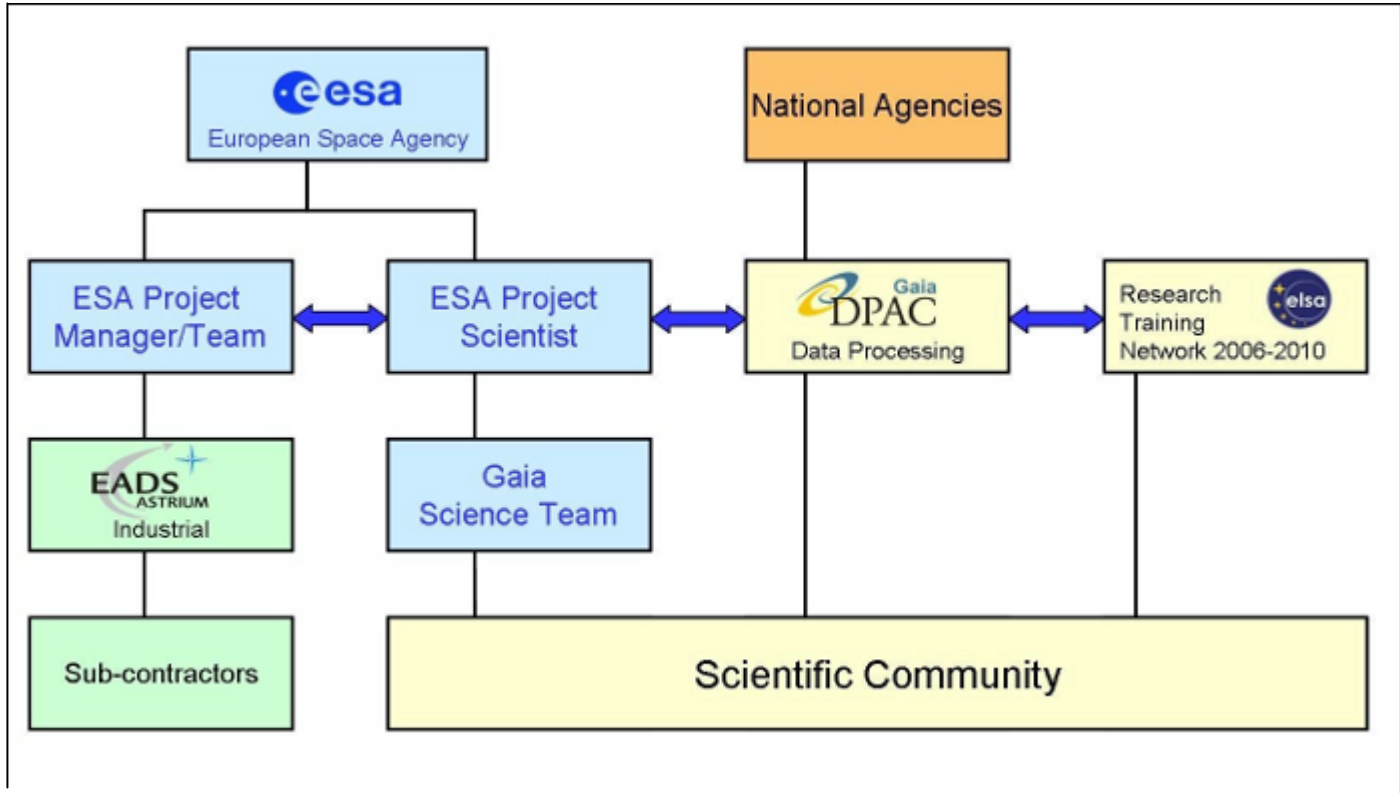 esa
European Space Agency
National Agencies
ESA Project
Manager/Team
ESA Project
Scientist
Gaia
DPAC
Data Processing
Research
Training
Network 2006-2010
elsa
EADS
ASTRIUM
Industrial
Gaia
Science Team
Sub-contractors
Scientific Community